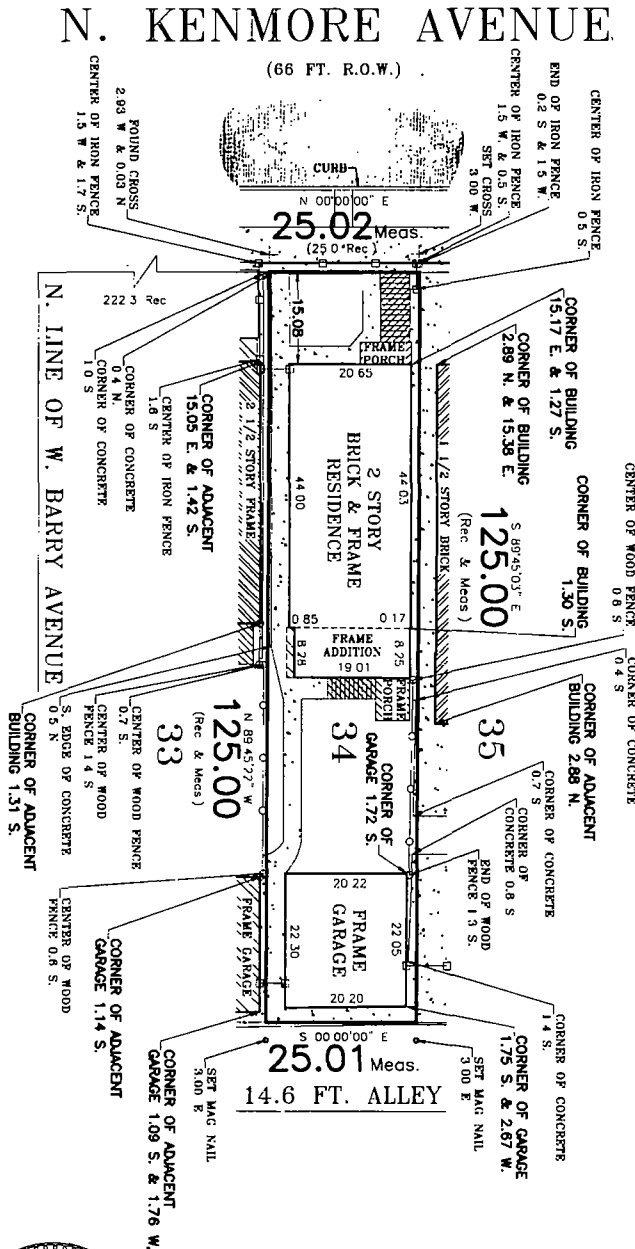 N. KENMORE AVENUE
(66 FT. R.O.W.)
CENTER OF IRON FENCE
1.5 W & 1.7 S.
FOUND CROSS
2.93 W & 0.03 N
CURB
N 00°00'00" E
25.02 Meas.
(25 0 Rec)
SET CROSS
3 00 W.
CENTER OF IRON FENCE
1.5 W. & 0.5 S.
END OF IRON FENCE
0.2 S & 1 5 W.
CENTER OF IRON FENCE
0 5 S.
222 3 Rec
15.08
FRAME
PORCH
CORNER OF BUILDING
15.17 E. & 1.27 S.
CORNER OF BUILDING
2.89 N. & 15.38 E.
N. LINE OF W. BARRY AVENUE
CORNER OF CONCRETE
0 4 N.
CORNER OF CONCRETE
1 0 S
CENTER OF IRON FENCE
1.6 S
CORNER OF ADJACENT
15.05 E. & 1.42 S.
2 1/2 STORY FRAME
20 65
2 STORY
BRICK & FRAME
RESIDENCE
44 00
44 03
1 1/2 STORY BRICK
S 89°45'03" E
125.00
(Rec & Meas)
CORNER OF BUILDING
1.30 S.
CENTER OF WOOD FENCE
0 8 S
CORNER OF CONCRETE
0 4 S
0 85
0 17
FRAME
ADDITION
8 28
8 25
19 01
FRAME
PORCH
35
34
33
CORNER OF ADJACENT
BUILDING 2.88 N.
CORNER OF CONCRETE
0.7 S
CORNER OF
CONCRETE 0.8 S
END OF WOOD
FENCE 1 3 S.
CORNER OF
GARAGE 1.72 S.
N 89 45'22" W
125.00
(Rec & Meas)
CENTER OF WOOD FENCE
0.7 S.
CENTER OF WOOD
FENCE 1 4 S
S. EDGE OF CONCRETE
0 5 N
CORNER OF ADJACENT
BUILDING 1.31 S.
20 22
FRAME
GARAGE
22 30
22 05
20 20
FRAME GARAGE
CENTER OF WOOD
FENCE 0.6 S.
CORNER OF ADJACENT
GARAGE 1.14 S.
CORNER OF ADJACENT
GARAGE 1.09 S. & 1.76 W.
CORNER OF CONCRETE
1 4 S.
CORNER OF GARAGE
1.75 S. & 2.67 W.
S 00 00'00" E
25.01 Meas.
SET MAG NAIL
3.00 E
SET MAG NAIL
3 00 E
14.6 FT. ALLEY